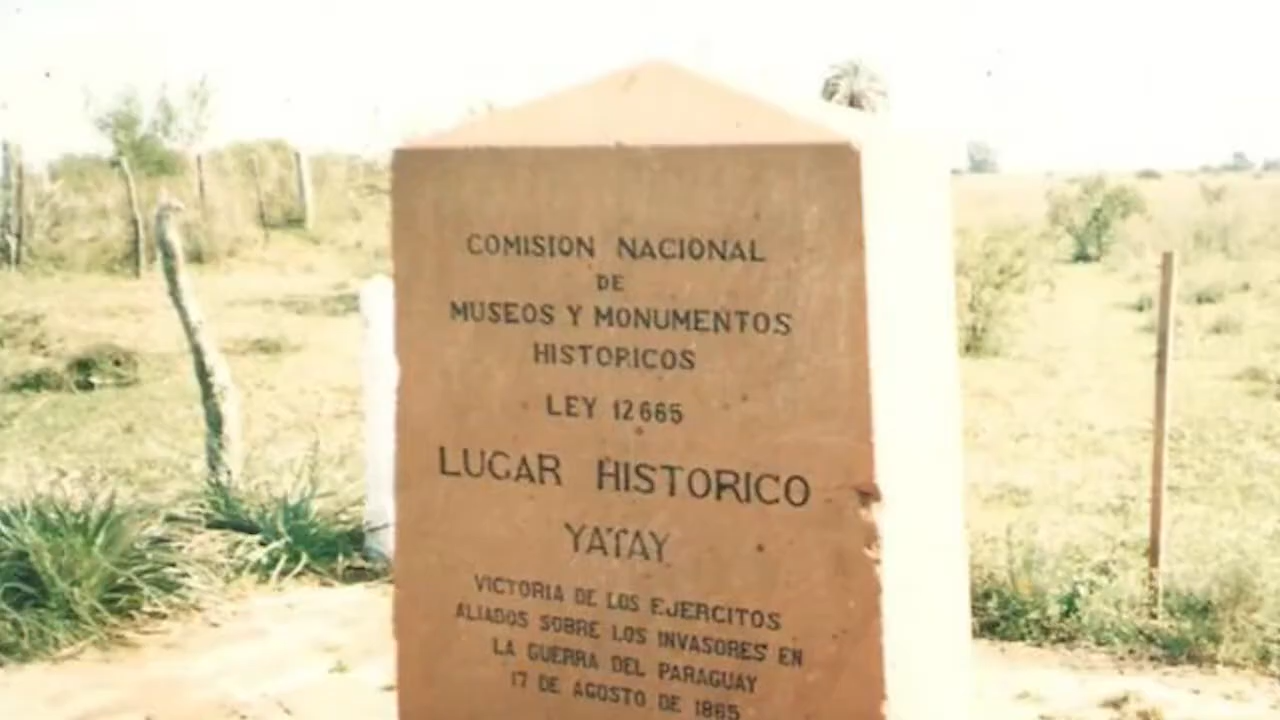 COMISION NACIONAL
DE
MUSEOS Y MONUMENTOS
HISTORICOS
LEY 12665
LUGAR HISTORICO
YATAY
VICTORIA DE LOS EJERCITOS
ALIADOS SOBRE LOS INVASORES EN
LA GUERRA DEL PARAGUAY
17 DE AGOSTO DE 1865